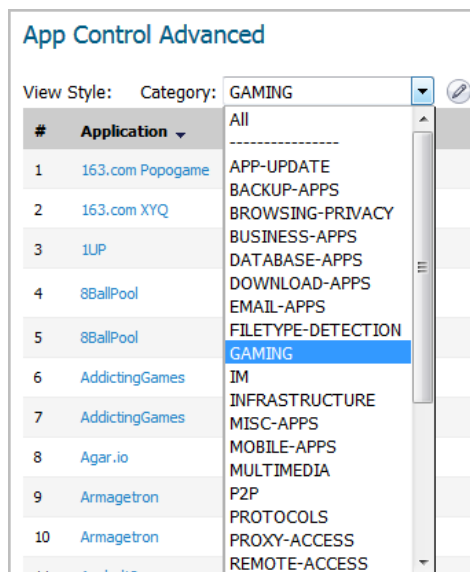 App Control Advanced
View Style: Category: GAMING
# Application
1 163.com Popogame
2 163.com XYQ
3 1UP
4 8BallPool
5 8BallPool
6 AddictingGames
7 AddictingGames
8 Agar.io
9 Armagetron
10 Armagetron
All
----------------
APP-UPDATE
BACKUP-APPS
BROWSING-PRIVACY
BUSINESS-APPS
DATABASE-APPS
DOWNLOAD-APPS
EMAIL-APPS
FILETYPE-DETECTION
GAMING
IM
INFRASTRUCTURE
MISC-APPS
MOBILE-APPS
MULTIMEDIA
P2P
PROTOCOLS
PROXY-ACCESS
REMOTE-ACCESS